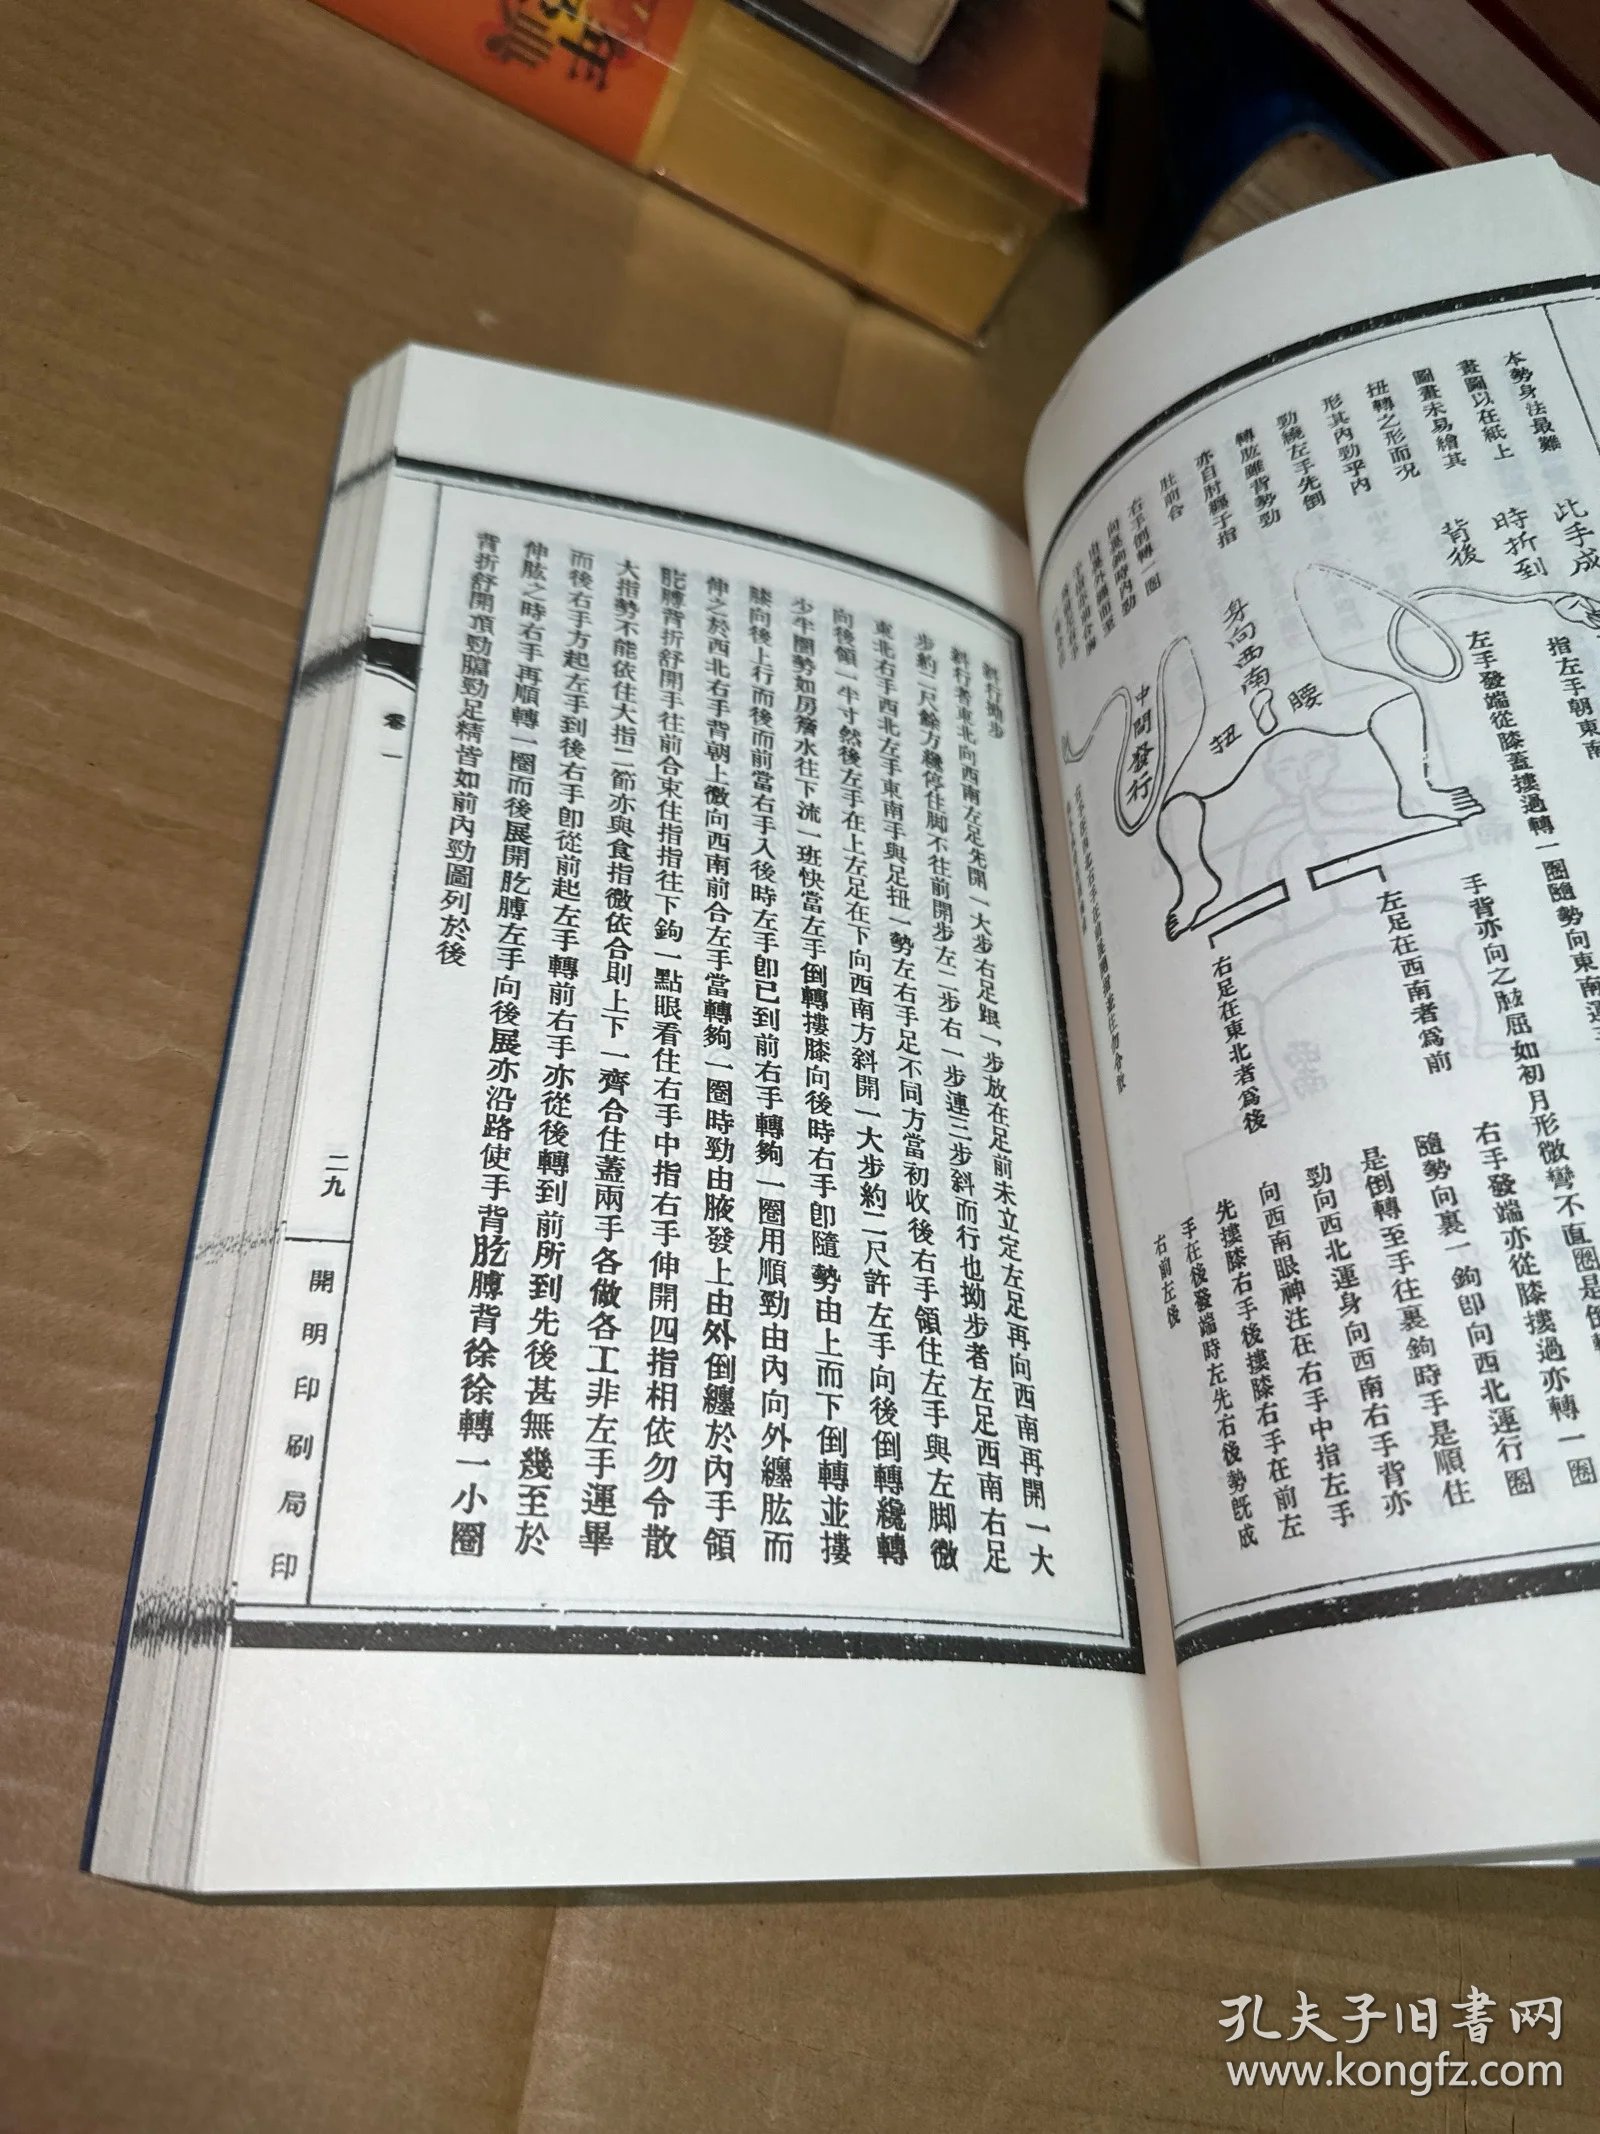 本勢身法最難
畫圖以在紙上
圖畫未易繪其
扭轉之形而況
形其內勁乎內
勁繞左手先倒
轉肱雖背勢勁
亦自肘纏子指
肚前合
右手倒轉一圈
此手成
時折到
背後
身向西南
腰
扭
中間發行
指左手朝東南
左手發端從膝蓋摟過轉一圈隨勢向東南運
手背亦向之肱屈如初月形微彎不直圈是倒
左足在西南者爲前
右足在東北者爲後
右手發端亦從膝摟過亦轉一圈
隨勢向裏一鉤卽向西北運行圈
是倒轉至手往裏鉤時手是順住
勁向西北運身向西南右手背亦
向西南眼神注在右手中指左手
先摟膝右手後摟膝右手在前左
手在後發端時左先右後勢旣成
右前左後
斜行拗步
斜行者東北向西南左足先開一大步右足跟一步放在足前未立定左足再向西南再開一大
步約二尺餘方纔停住脚不往前開步左二步右一步連三步斜而行也拗步者左足西南右足
東北右手西北左手東南手與足扭一勢左右手足不同方當初收後右手領住左手與左脚微
向後領一半寸然後左手在上左足在下向西南方斜開一大步約二尺許左手向後倒轉纔轉
少半圈勢如房簷水往下流一班快當左手倒轉摟膝向後時右手卽隨勢由上而下倒轉並摟
膝向後上行而後而前當右手入後時左手卽已到前右手轉夠一圈用順勁由內向外纏肱而
伸之於西北右手背朝上微向西南前合左手當轉夠一圈時勁由腋發上由外倒纏於內手領
肐膊背折舒開手往前合束住指指往下鉤一點眼看住右手中指右手伸開四指相依勿令散
大指勢不能依住大指二節亦與食指微依合則上下一齊合住蓋兩手各做各工非左手運畢
而後右手方起左手到後右手卽從前起左手轉前右手亦從後轉到前所到先後甚無幾至於
伸肱之時右手再順轉一圈而後展開肐膊左手向後展亦沿路使手背肐膊背徐徐轉一小圈
背折舒開頂勁膽勁足精皆如前內勁圖列於後
卷一
二九
開明印刷局印
孔夫子旧书网
www.kongfz.com